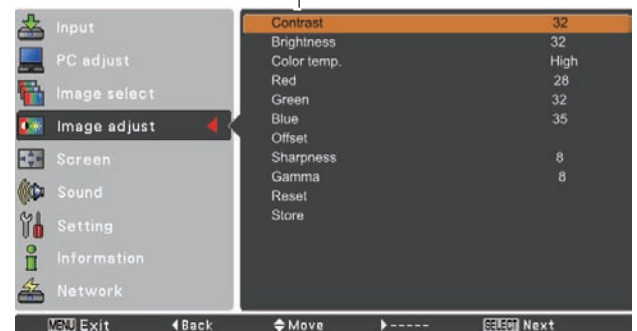 Input
PC adjust
Image select
Image adjust
Screen
Sound
Setting
Information
Network
Contrast 32
Brightness 32
Color temp. High
Red 28
Green 32
Blue 35
Offset
Sharpness 8
Gamma 8
Reset
Store
MENU Exit Back Move ----- SELECT Next